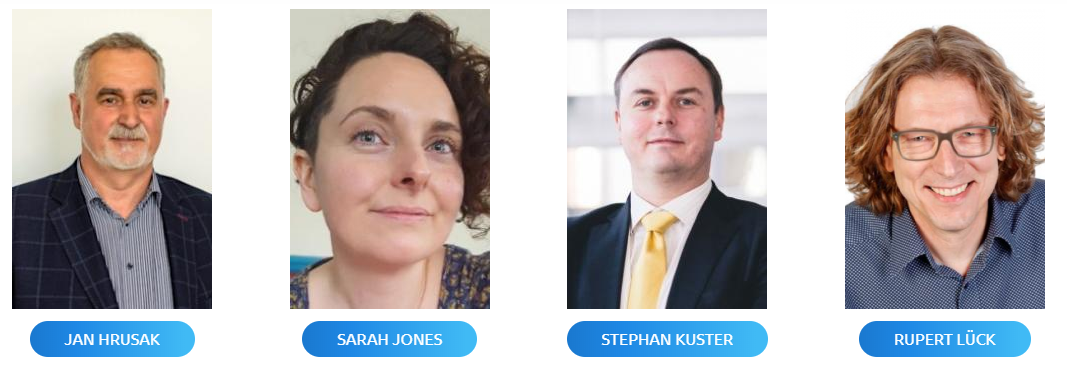 JAN HRUSAK
SARAH JONES
STEPHAN KUSTER
RUPERT LÜCK